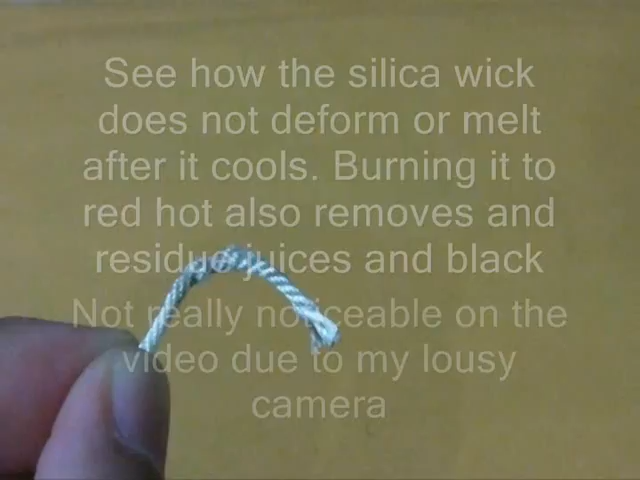 See how the silica wick
does not deform or melt
after it cools. Burning it to
red hot also removes and
residue juices and black
Not really noticeable on the
video due to my lousy
camera